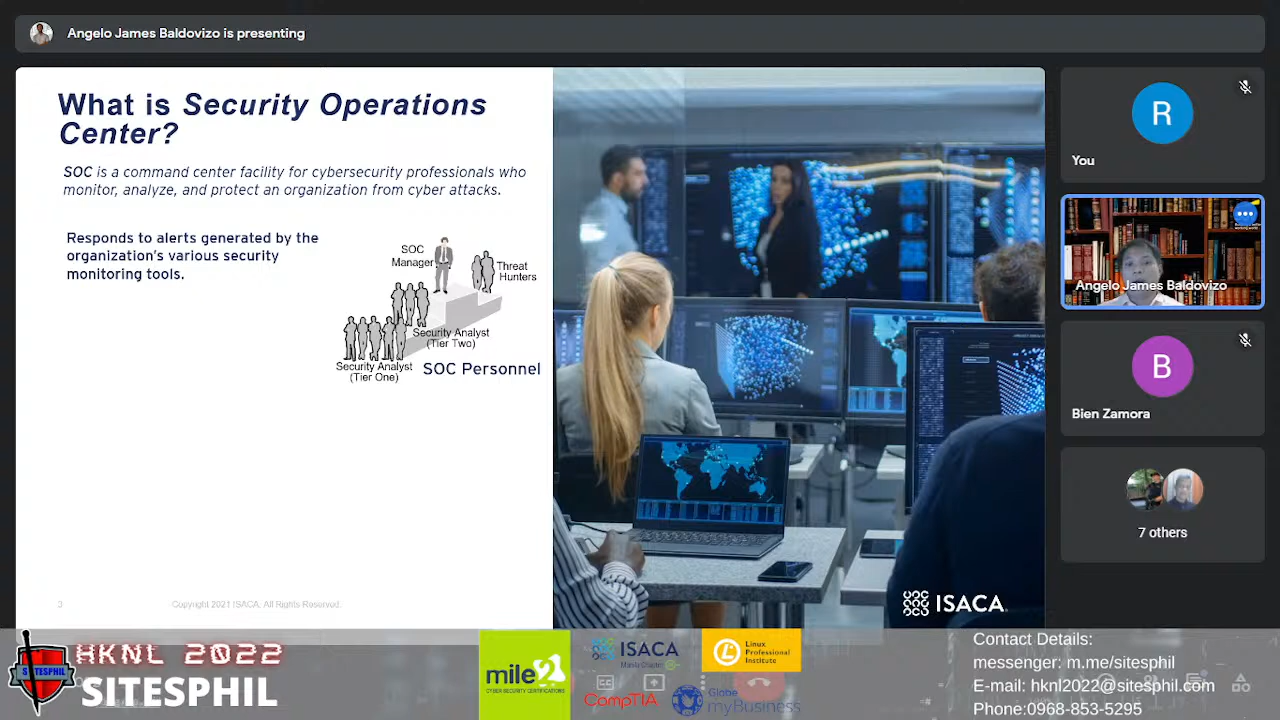 Angelo James Baldovizo is presenting
What is Security Operations
Center?
SOC is a command center facility for cybersecurity professionals who
monitor, analyze, and protect an organization from cyber attacks.
Responds to alerts generated by the
organization's various security
monitoring tools.
SOC
Manager
Threat
Hunters
Security Analyst
(Tier Two)
Security Analyst
(Tier One)
SOC Personnel
3
Copyright 2021 ISACA. All Rights Reserved.
ISACA.
R
You
Angelo James Baldovizo
B
Bien Zamora
7 others
SITESPHIL
HKNL 2022
SITESPHIL
mile2
CYBER SECURITY CERTIFICATIONS
ISACA
Manila Chapter
CompTIA
Linux
Professional
Institute
Globe
myBusiness
Contact Details:
messenger: m.me/sitesphil
E-mail: hknl2022@sitesphil.com
Phone:0968-853-5295